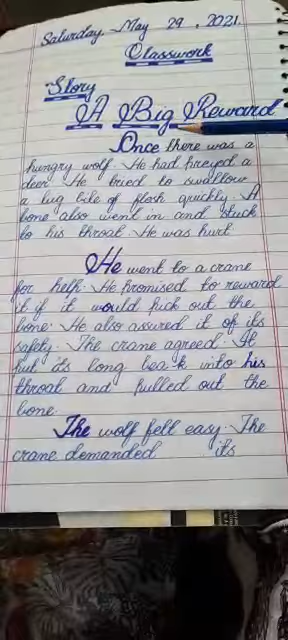 Saturday, May 29, 2021.
Classwork
Story
A Big Reward
Once there was a
hungry wolf. He had preyed a
deer. He tried to swallow
a lug bite of flesh quickly. A
bone also went in and stuck
to his throat. He was hurt.
He went to a crane
for help. He promised to reward
it if it would pick out the
bone. He also assured it of its
safety. The crane agreed. It
put its long beak into his
throat and pulled out the
bone
The wolf fell easy. The
crane demanded its